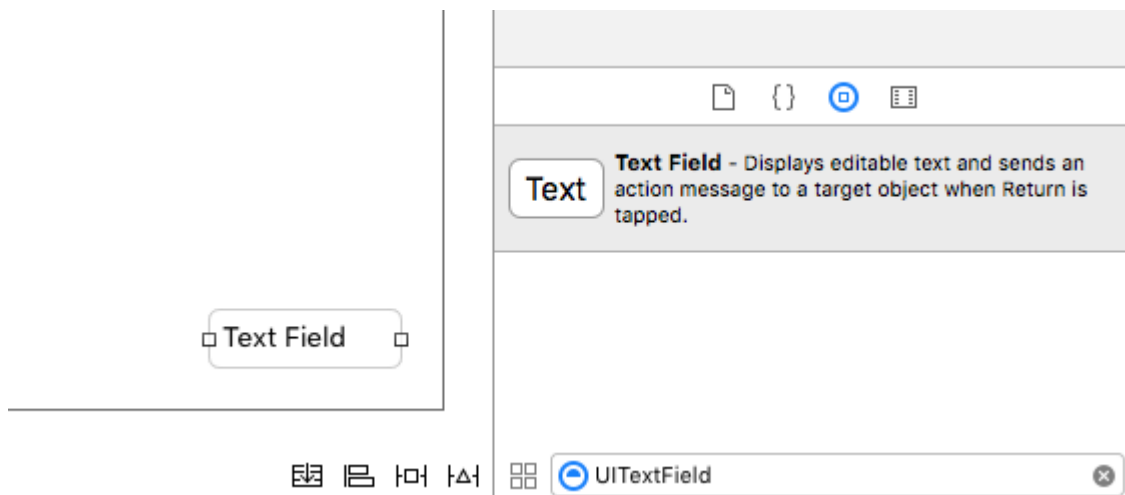 Text
Text Field - Displays editable text and sends an
action message to a target object when Return is
tapped.
Text Field
UITextField